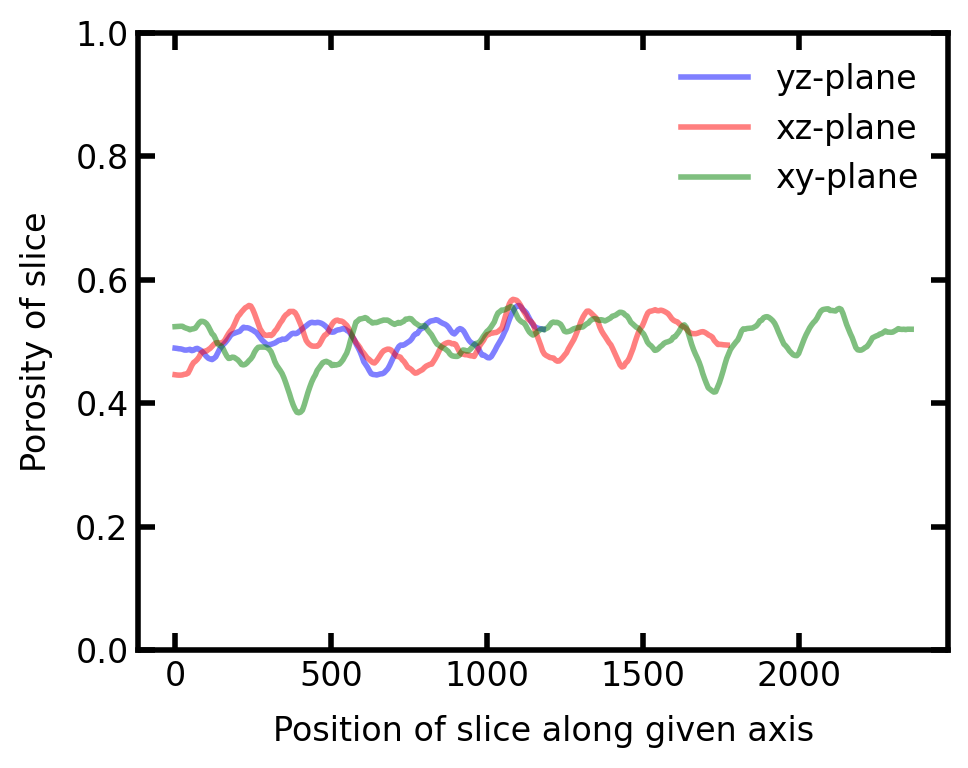 1.0
0.8
0.6
0.4
0.2
0.0
Porosity of slice
yz-plane
xz-plane
xy-plane
0 500 1000 1500 2000
Position of slice along given axis